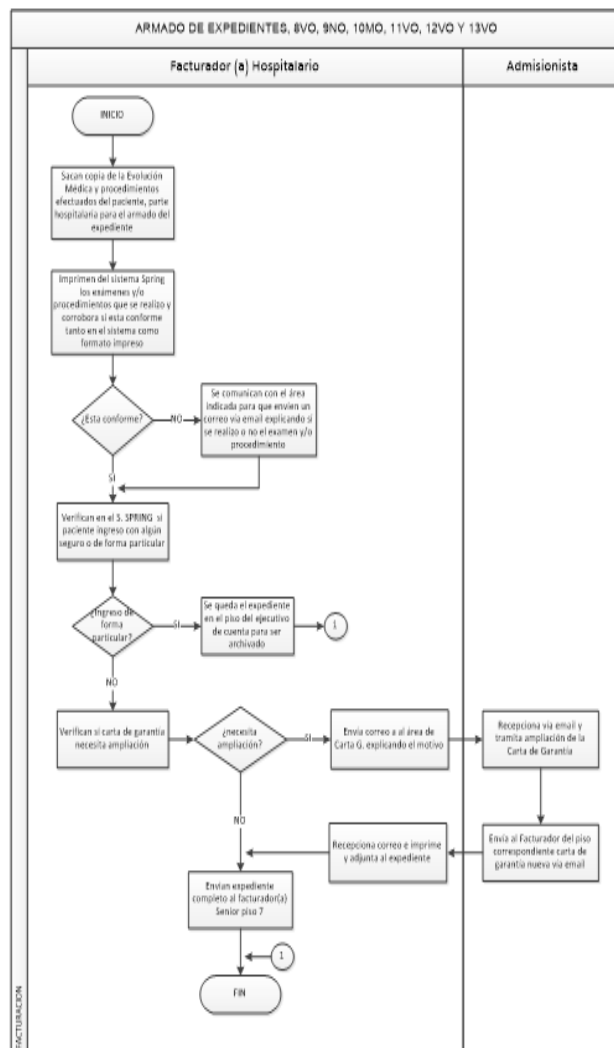 ARMADO DE EXPEDIENTES, 8VO, 9NO, 10MO, 11VO, 12VO Y 13VO
Facturador (a) Hospitalario
Admisionista
INICIO
Sacan copia de la Evolución
Médica y procedimientos
efectuados del paciente, parte
hospitalaria para el armado del
expediente
Imprimen del sistema Spring
los exámenes y/o
procedimientos que se realizo y
corrobora si esta conforme
tanto en el sistema como
formato impreso
¿Esta conforme?
NO
Se comunican con el área
indicada para que envíen un
correo vía email explicando si
se realizo o no el examen y/o
procedimiento
SI
Verifican en el S. SPRING si
paciente ingreso con algún
seguro o de forma particular
¿Ingreso de
forma
particular?
SI
Se queda el expediente
en el piso del ejecutivo
de cuenta para ser
archivado
1
NO
Verifican si carta de garantía
necesita ampliación
¿necesita
ampliación?
SI
Envía correo a al área de
Carta G. explicando el motivo
Recepciona vía email y
tramita ampliación de la
Carta de Garantía
NO
Recepciona correo e imprime
y adjunta al expediente
Envía al Facturador del piso
correspondiente carta de
garantía nueva vía email
Envían expediente
completo al facturador(a)
Senior piso 7
1
FIN
FACTURACION